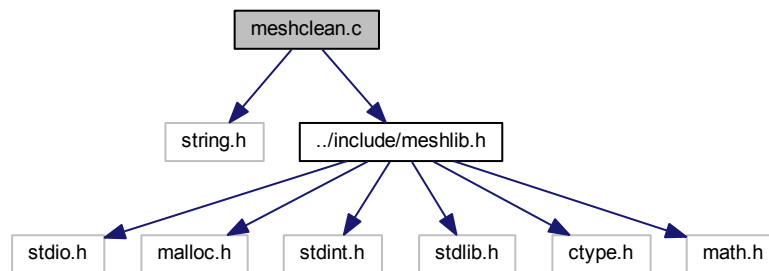 meshclean.c
string.h
../include/meshlib.h
stdio.h
malloc.h
stdint.h
stdlib.h
ctype.h
math.h